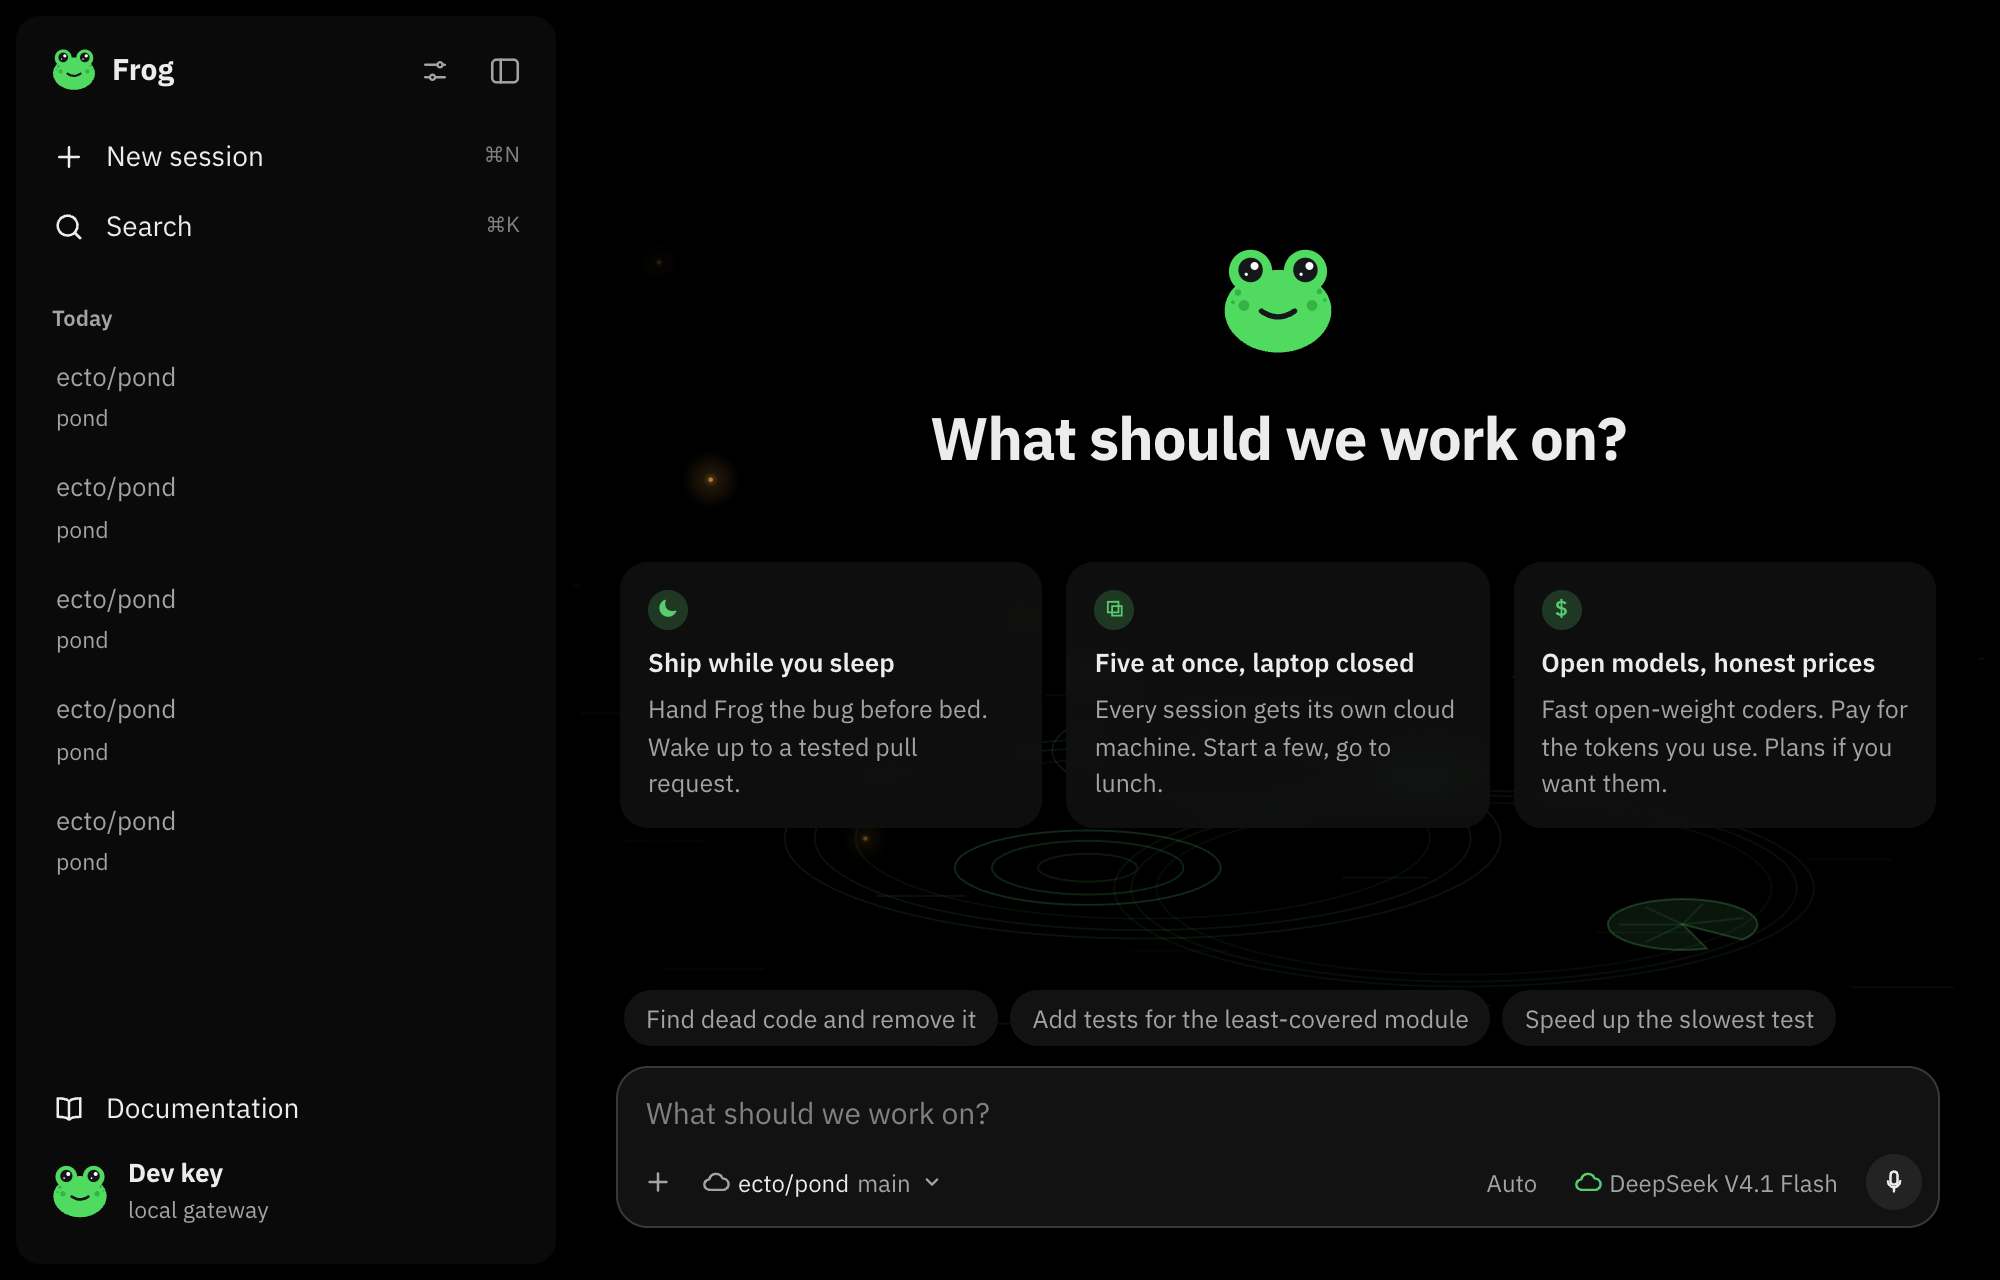 Frog
New session ⌘N
Search ⌘K
Today
ecto/pond
pond
ecto/pond
pond
ecto/pond
pond
ecto/pond
pond
ecto/pond
pond
Documentation
Dev key
local gateway
What should we work on?
Ship while you sleep
Hand Frog the bug before bed.
Wake up to a tested pull
request.
Five at once, laptop closed
Every session gets its own cloud
machine. Start a few, go to
lunch.
$
Open models, honest prices
Fast open-weight coders. Pay for
the tokens you use. Plans if you
want them.
Find dead code and remove it
Add tests for the least-covered module
Speed up the slowest test
What should we work on?
ecto/pond main
Auto
DeepSeek V4.1 Flash